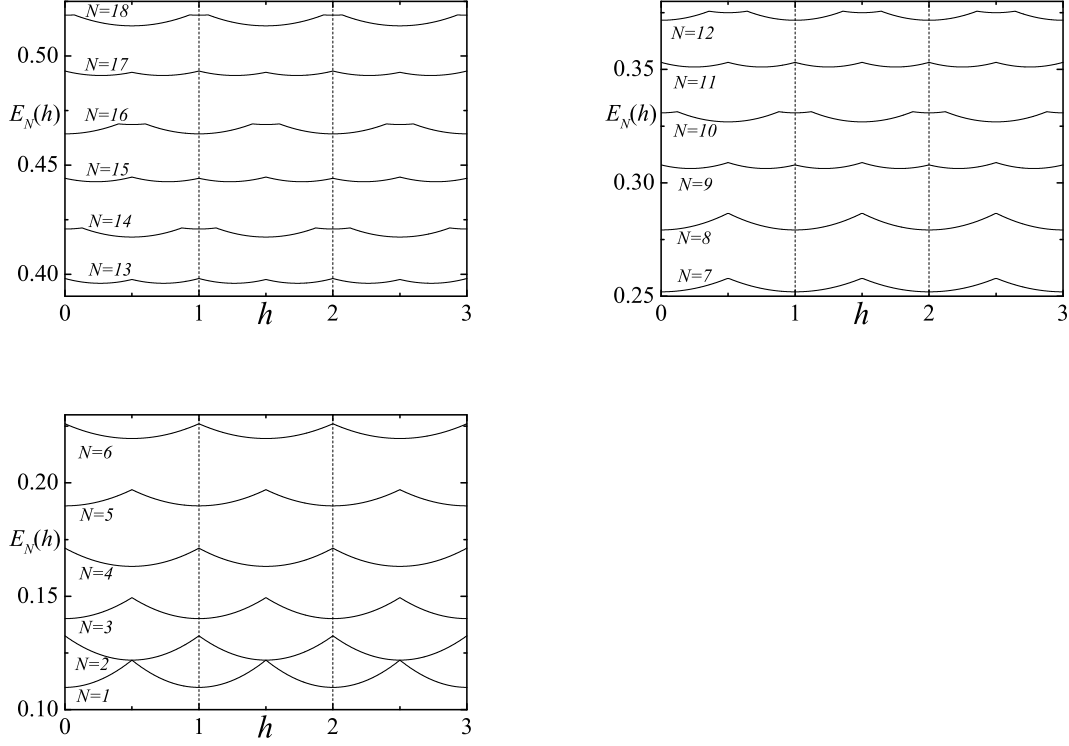 N=18
0.50
N=17
E_N(h)
N=16
0.45
N=15
N=14
0.40
N=13
0 1 2 3
h
N=12
0.35
N=11
E_N(h)
N=10
0.30
N=9
N=8
N=7
0.25
0 1 2 3
h
N=6
0.20
N=5
E_N(h)
N=4
0.15
N=3
N=2
N=1
0.10
0 1 2 3
h